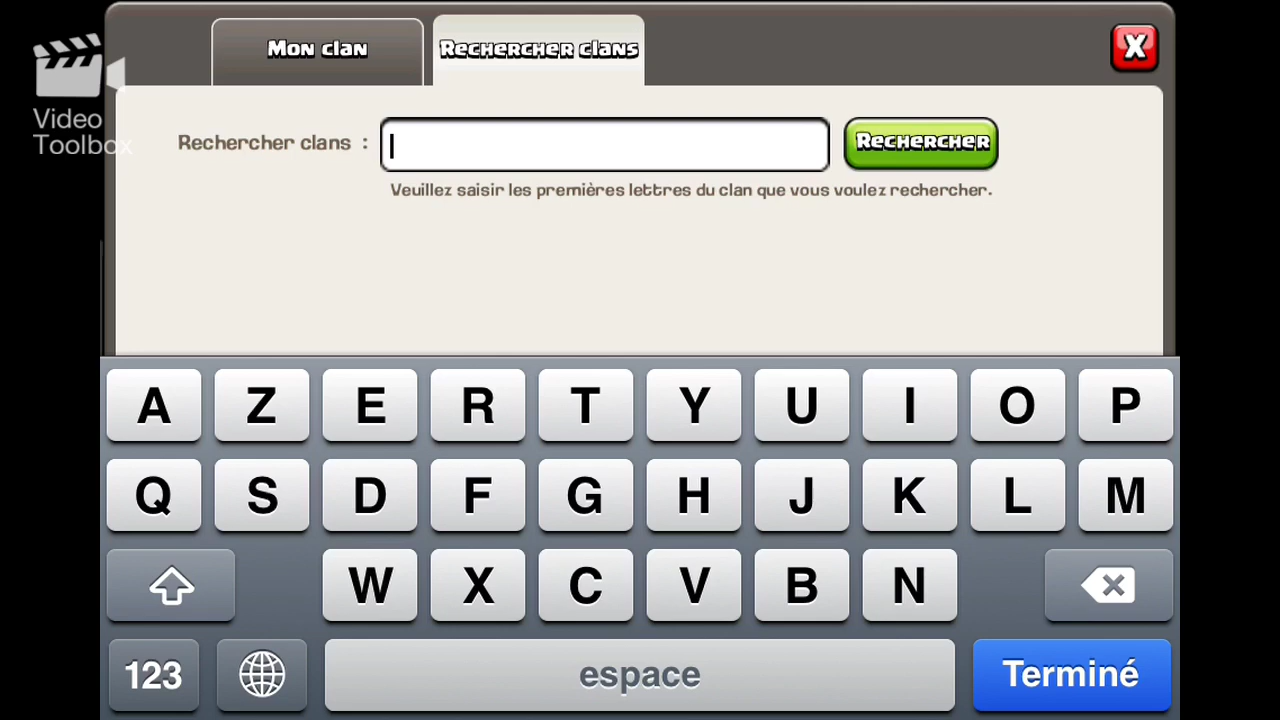 Mon clan
Rechercher clans
X
Video
Toolbox
Rechercher clans :
Rechercher
Veuillez saisir les premières lettres du clan que vous voulez rechercher.
A Z E R T Y U I O P
Q S D F G H J K L M
W X C V B N
123 espace Terminé